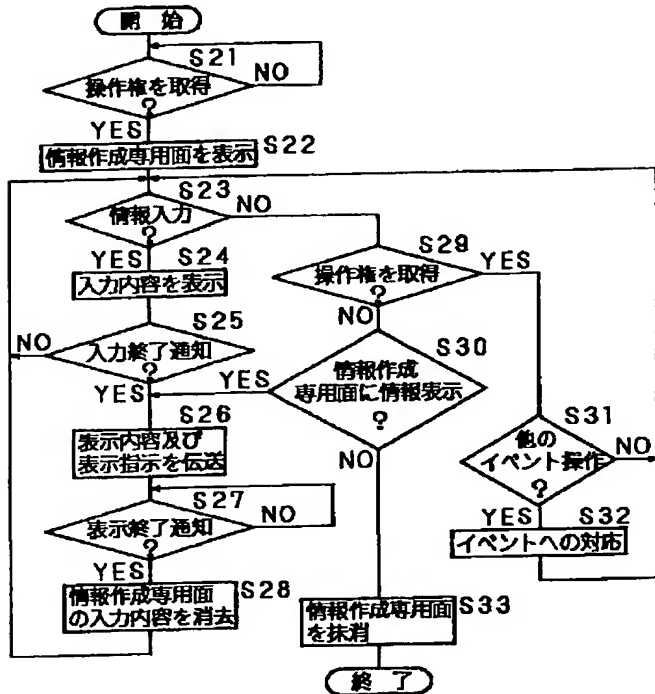 開始
S21
操作権を取得
?
NO
YES
S22
情報作成専用面を表示
S23
情報入力
?
NO
YES
S24
入力内容を表示
S25
入力終了通知
?
NO
YES
S26
表示内容及び
表示指示を伝送
S27
表示終了通知
?
NO
YES
S28
情報作成専用面
の入力内容を消去
S29
操作権を取得
?
YES
NO
S30
情報作成
専用面に情報表示
?
YES
NO
S31
他の
イベント操作
?
NO
YES
S32
イベントへの対応
S33
情報作成専用面
を抹消
終了